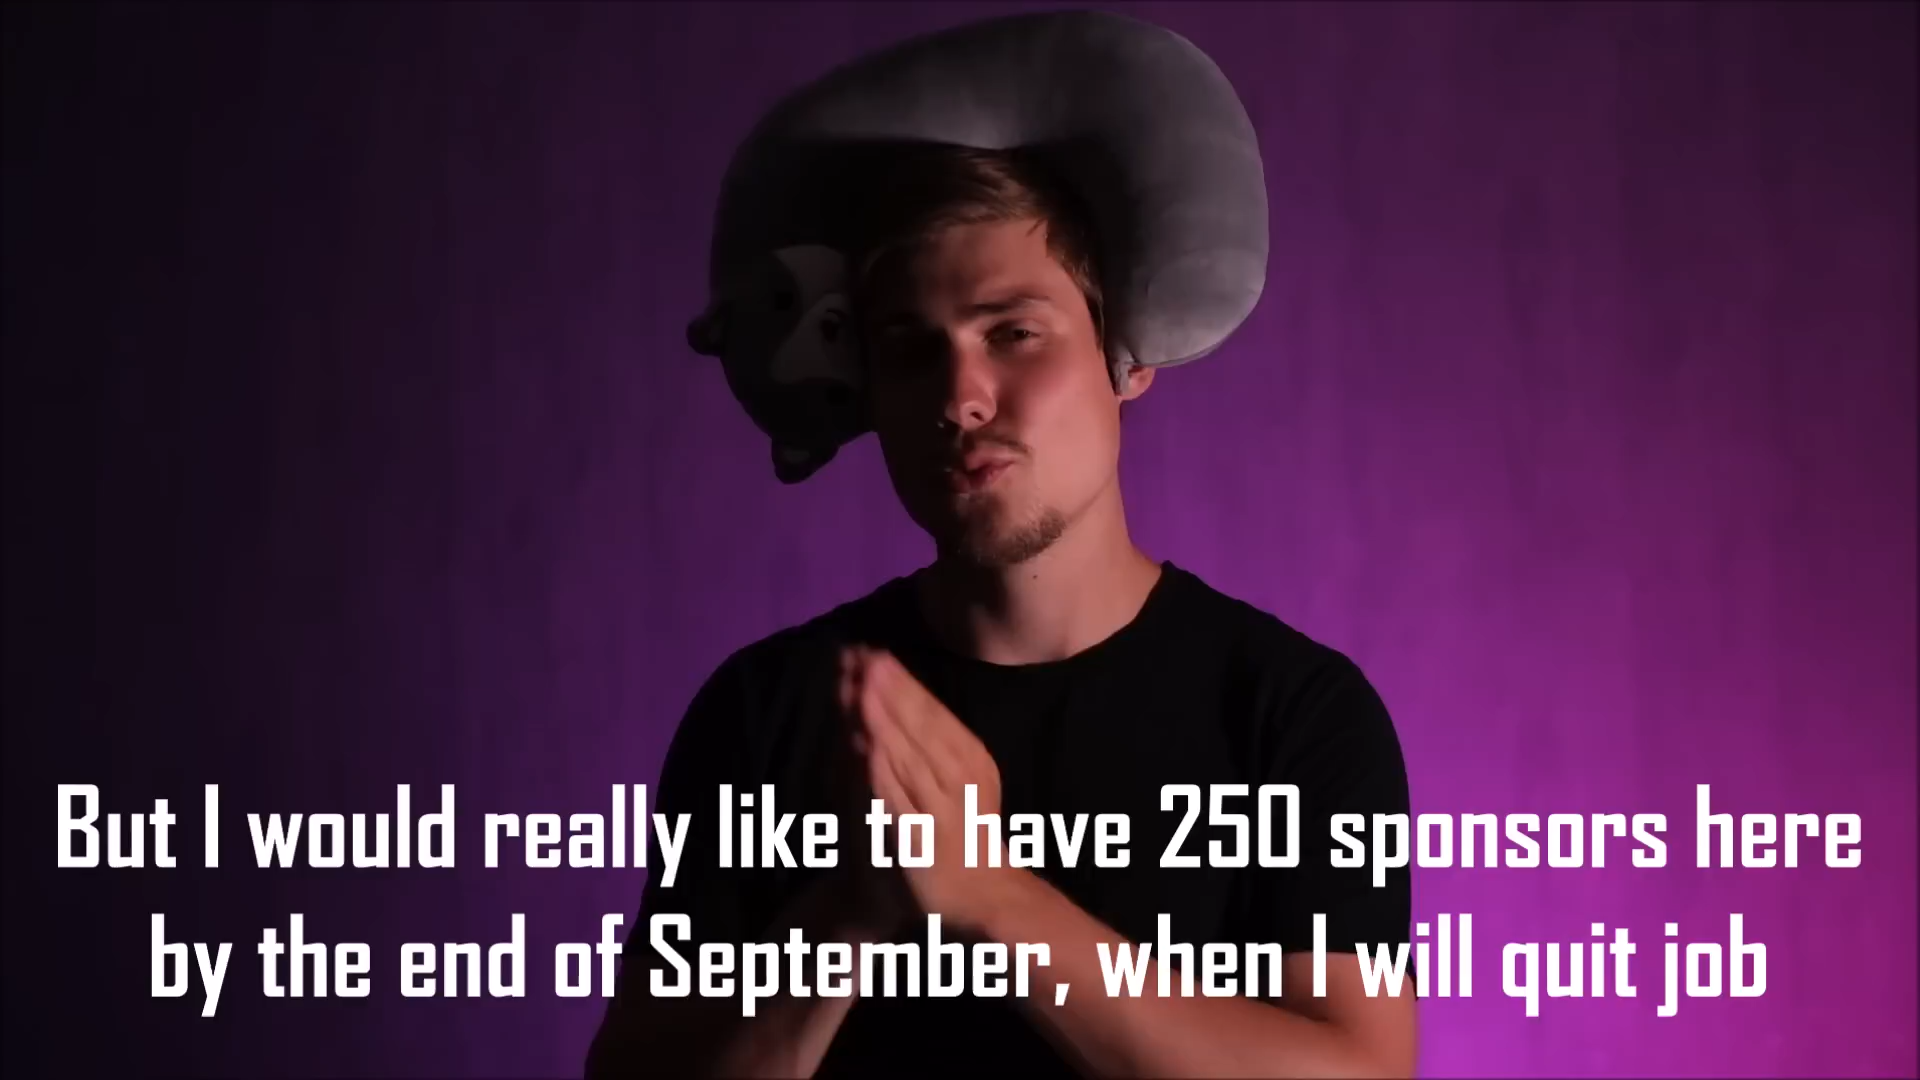 But I would really like to have 250 sponsors here
by the end of September, when I will quit job